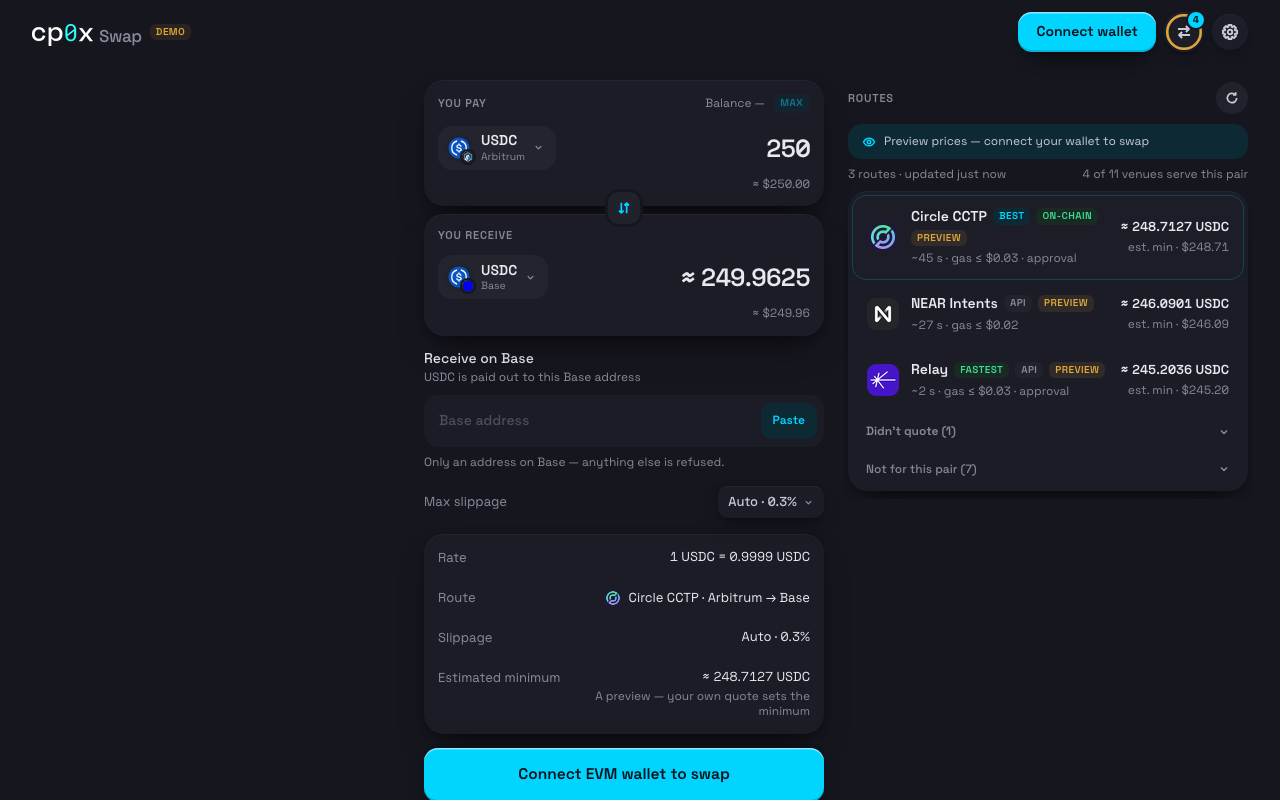 cp0x Swap DEMO
Connect wallet
4
YOU PAY
Balance — MAX
USDC
Arbitrum
250
≈ $250.00
YOU RECEIVE
USDC
Base
≈ 249.9625
≈ $249.96
Receive on Base
USDC is paid out to this Base address
Base address
Paste
Only an address on Base — anything else is refused.
Max slippage
Auto · 0.3%
Rate
1 USDC = 0.9999 USDC
Route
Circle CCTP · Arbitrum → Base
Slippage
Auto · 0.3%
Estimated minimum
≈ 248.7127 USDC
A preview — your own quote sets the
minimum
Connect EVM wallet to swap
ROUTES
Preview prices — connect your wallet to swap
3 routes · updated just now
4 of 11 venues serve this pair
Circle CCTP BEST ON-CHAIN
PREVIEW
~45 s · gas ≤ $0.03 · approval
≈ 248.7127 USDC
est. min · $248.71
NEAR Intents API PREVIEW
~27 s · gas ≤ $0.02
≈ 246.0901 USDC
est. min · $246.09
Relay FASTEST API PREVIEW
~2 s · gas ≤ $0.03 · approval
≈ 245.2036 USDC
est. min · $245.20
Didn't quote (1)
Not for this pair (7)